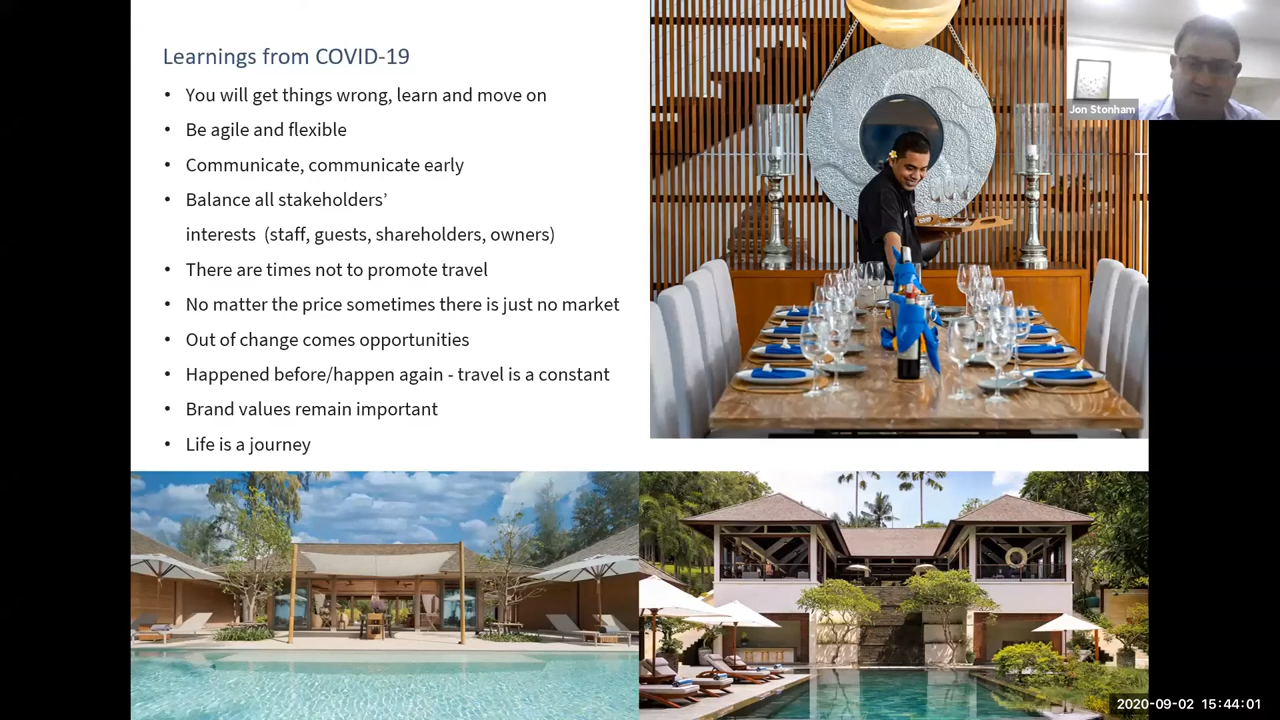 Learnings from COVID-19
• You will get things wrong, learn and move on
• Be agile and flexible
• Communicate, communicate early
• Balance all stakeholders’
interests  (staff, guests, shareholders, owners)
• There are times not to promote travel
• No matter the price sometimes there is just no market
• Out of change comes opportunities
• Happened before/happen again - travel is a constant
• Brand values remain important
• Life is a journey
Jon Stonham
2020-09-02 15:44:01